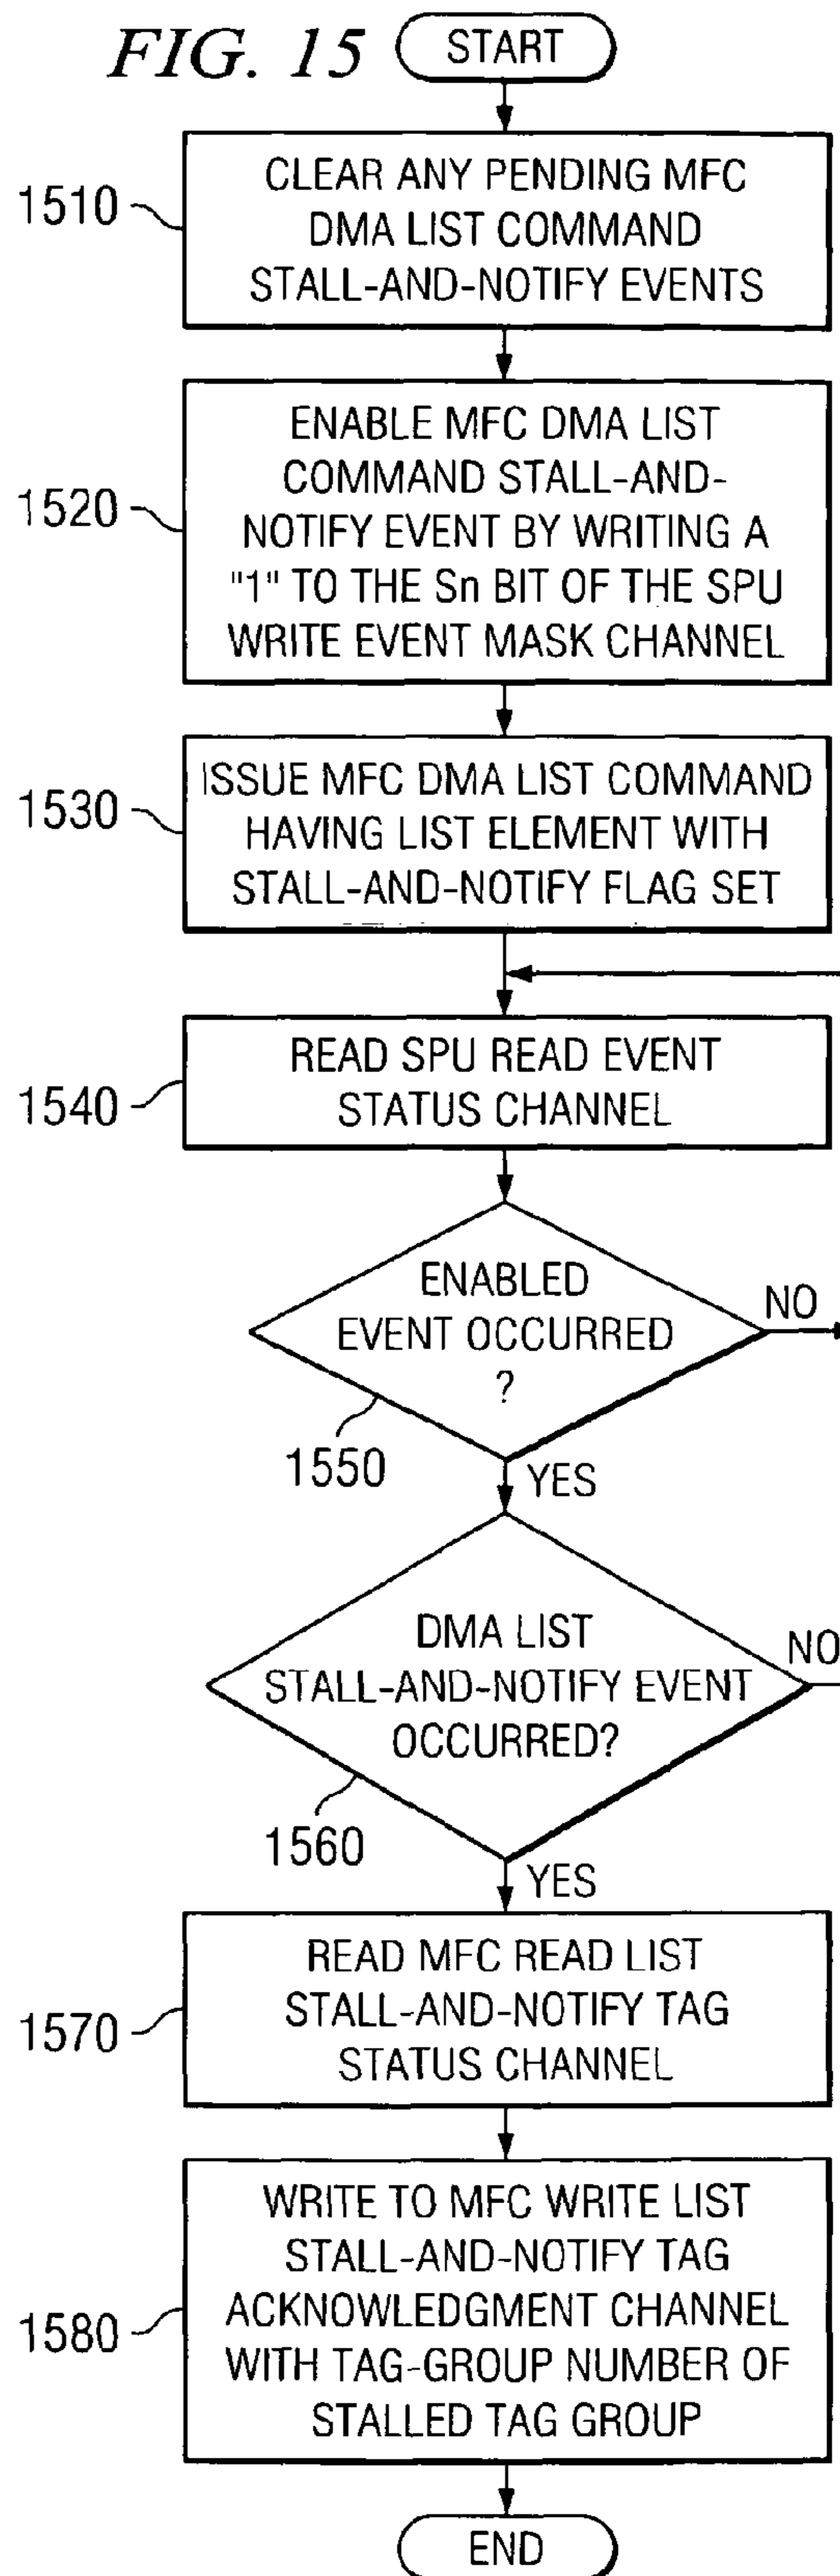 FIG. 15
START
1510
CLEAR ANY PENDING MFC
DMA LIST COMMAND
STALL-AND-NOTIFY EVENTS
1520
ENABLE MFC DMA LIST
COMMAND STALL-AND-
NOTIFY EVENT BY WRITING A
"1" TO THE Sn BIT OF THE SPU
WRITE EVENT MASK CHANNEL
1530
ISSUE MFC DMA LIST COMMAND
HAVING LIST ELEMENT WITH
STALL-AND-NOTIFY FLAG SET
1540
READ SPU READ EVENT
STATUS CHANNEL
ENABLED
EVENT OCCURRED
?
NO
1550
YES
DMA LIST
STALL-AND-NOTIFY EVENT
OCCURRED?
NO
1560
YES
1570
READ MFC READ LIST
STALL-AND-NOTIFY TAG
STATUS CHANNEL
1580
WRITE TO MFC WRITE LIST
STALL-AND-NOTIFY TAG
ACKNOWLEDGMENT CHANNEL
WITH TAG-GROUP NUMBER OF
STALLED TAG GROUP
END